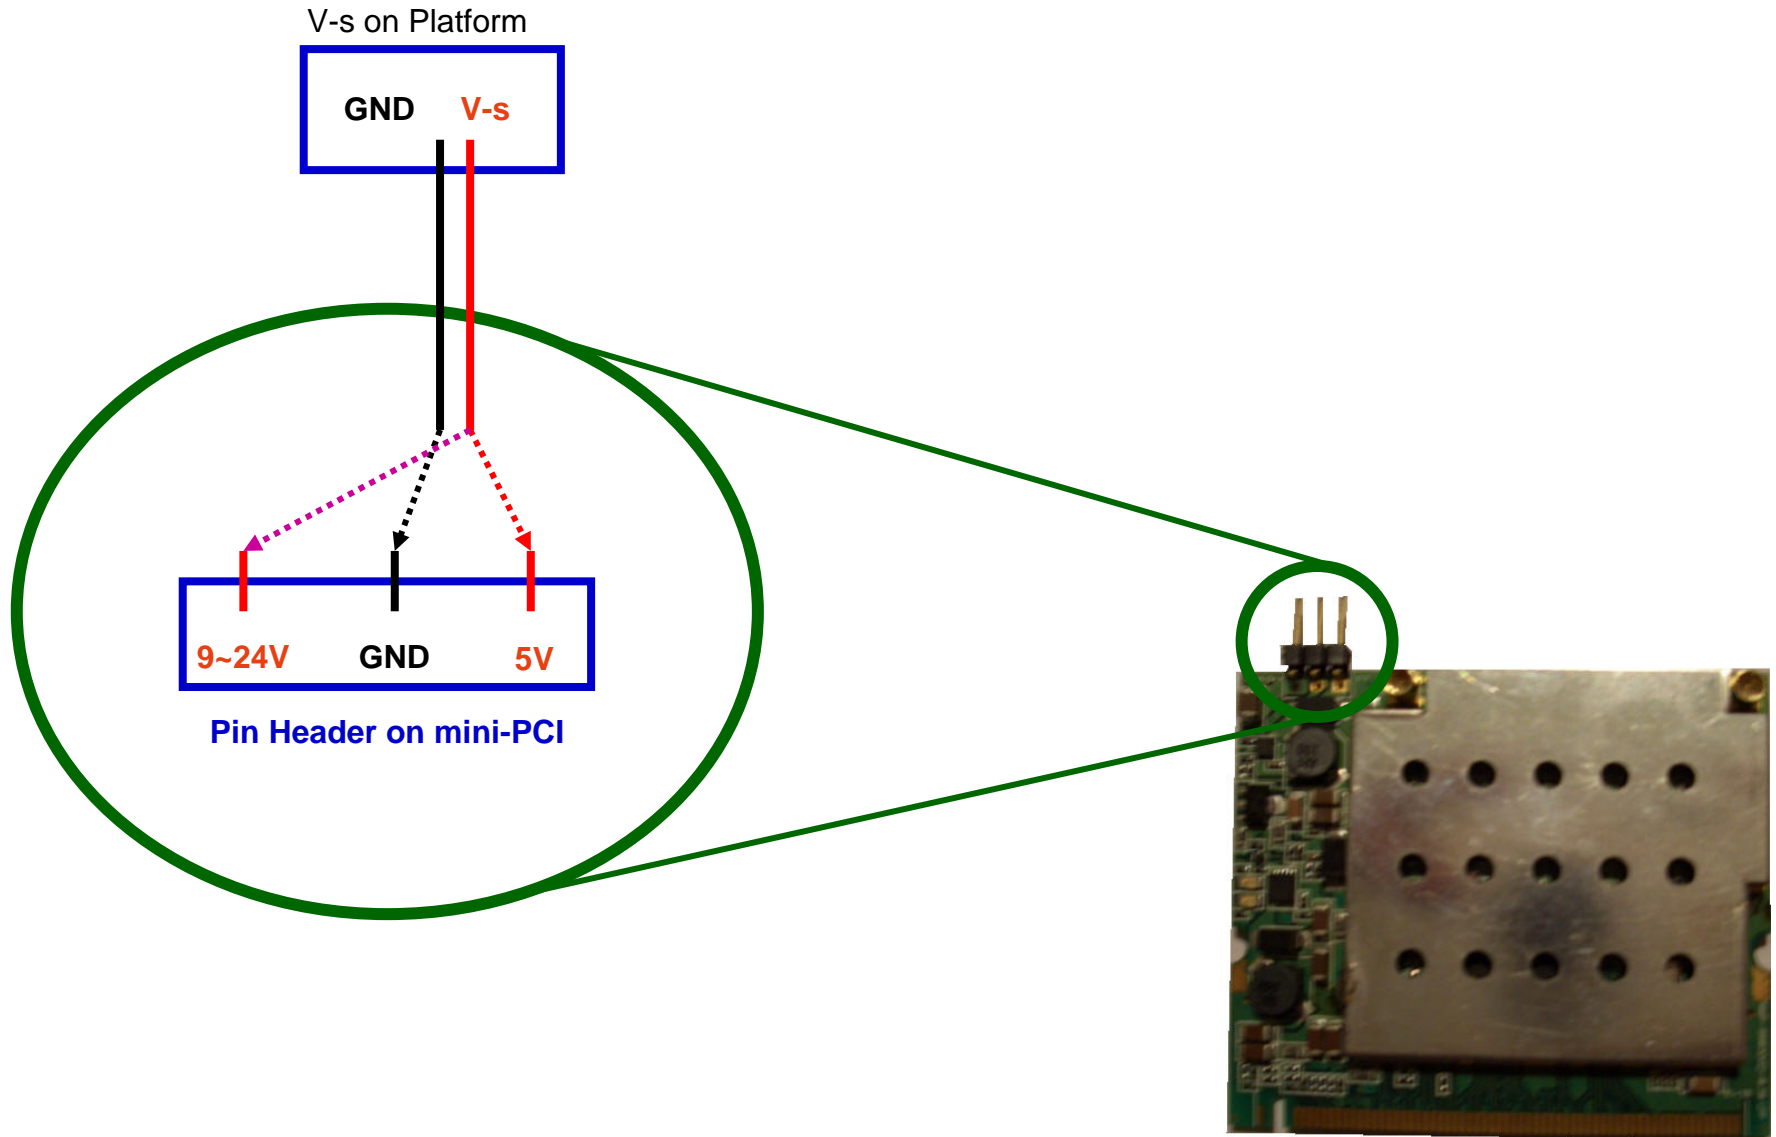 V-s on Platform
GND V-s
9~24V GND 5V
Pin Header on mini-PCI